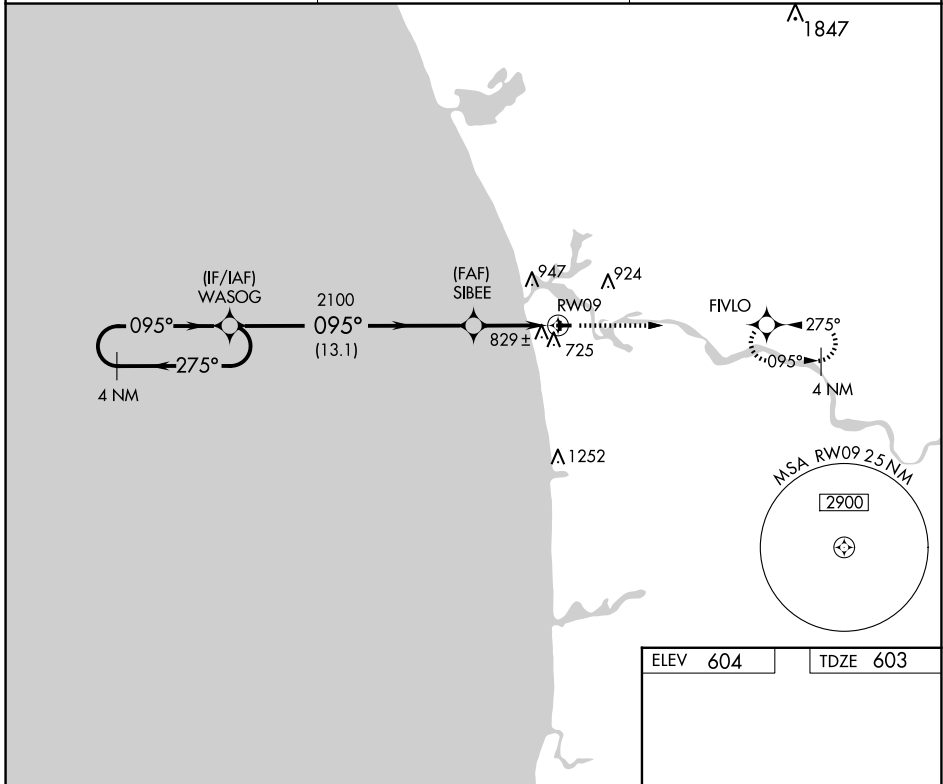 1847
(IF/IAF)
WASOG
2100
095°
(13.1)
095°
275°
4 NM
(FAF)
SIBEE
947
924
RW09
829 ±
725
FIVLO
275°
095°
4 NM
1252
MSA RW09 25 NM
2900
ELEV 604
TDZE 603